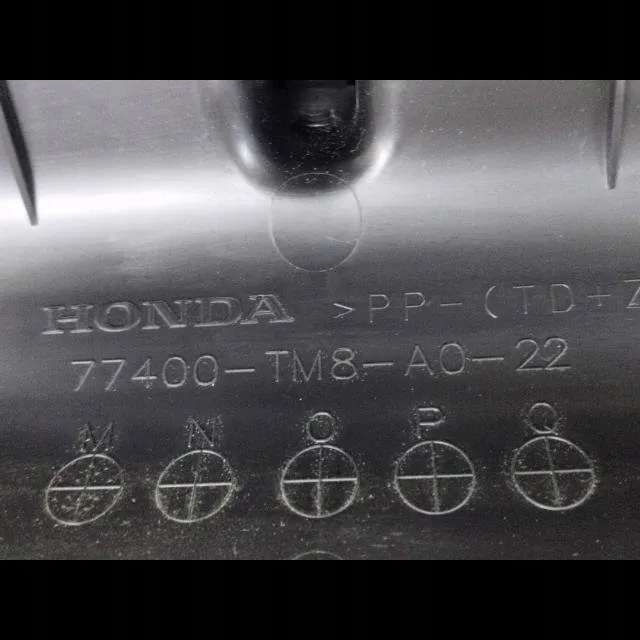 HONDA >PP-(TD+
77400-TM8-A0-22
M N O P Q